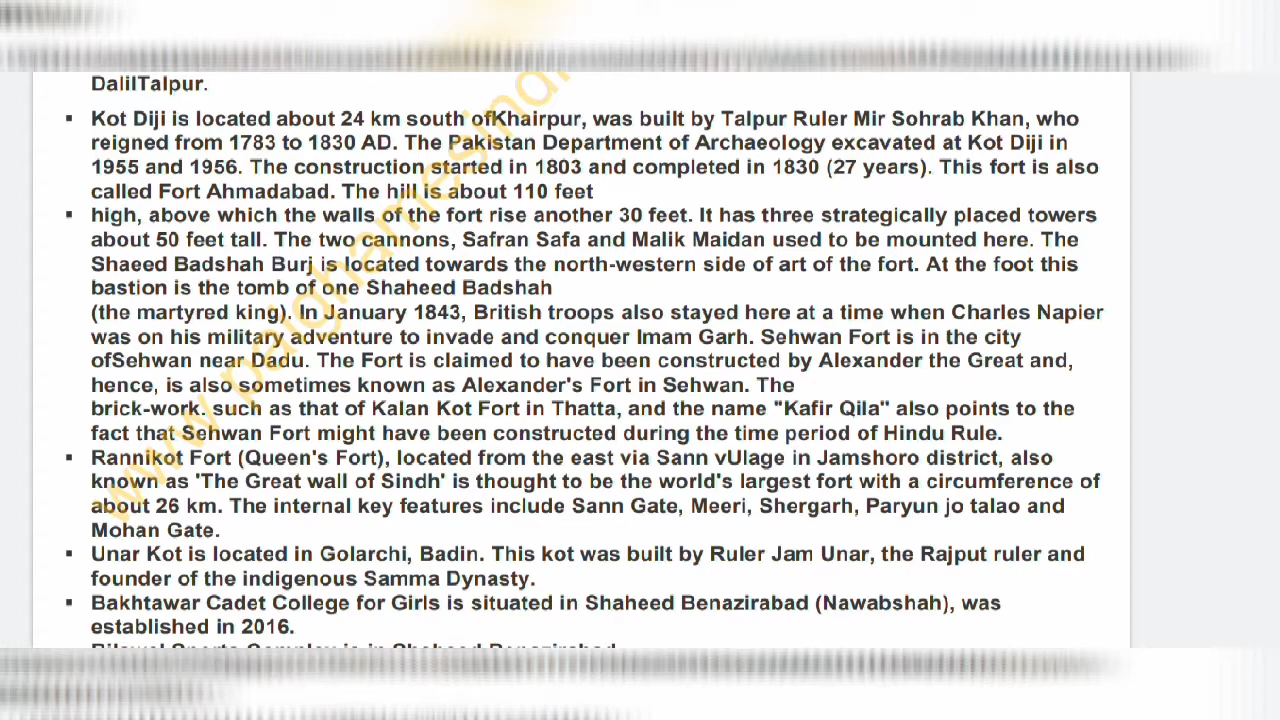 DalilTalpur.
▪ Kot Diji is located about 24 km south ofKhairpur, was built by Talpur Ruler Mir Sohrab Khan, who
reigned from 1783 to 1830 AD. The Pakistan Department of Archaeology excavated at Kot Diji in
1955 and 1956. The construction started in 1803 and completed in 1830 (27 years). This fort is also
called Fort Ahmadabad. The hill is about 110 feet
▪ high, above which the walls of the fort rise another 30 feet. It has three strategically placed towers
about 50 feet tall. The two cannons, Safran Safa and Malik Maidan used to be mounted here. The
Shaeed Badshah Burj is located towards the north-western side of art of the fort. At the foot this
bastion is the tomb of one Shaheed Badshah
(the martyred king). In January 1843, British troops also stayed here at a time when Charles Napier
was on his military adventure to invade and conquer Imam Garh. Sehwan Fort is in the city
ofSehwan near Dadu. The Fort is claimed to have been constructed by Alexander the Great and,
hence, is also sometimes known as Alexander's Fort in Sehwan. The
brick-work. such as that of Kalan Kot Fort in Thatta, and the name "Kafir Qila" also points to the
fact that Sehwan Fort might have been constructed during the time period of Hindu Rule.
▪ Rannikot Fort (Queen's Fort), located from the east via Sann vUlage in Jamshoro district, also
known as 'The Great wall of Sindh' is thought to be the world's largest fort with a circumference of
about 26 km. The internal key features include Sann Gate, Meeri, Shergarh, Paryun jo talao and
Mohan Gate.
▪ Unar Kot is located in Golarchi, Badin. This kot was built by Ruler Jam Unar, the Rajput ruler and
founder of the indigenous Samma Dynasty.
▪ Bakhtawar Cadet College for Girls is situated in Shaheed Benazirabad (Nawabshah), was
established in 2016.
Bilawal Sports Complex is in Shaheed Benazirabad
www.paighamesindh